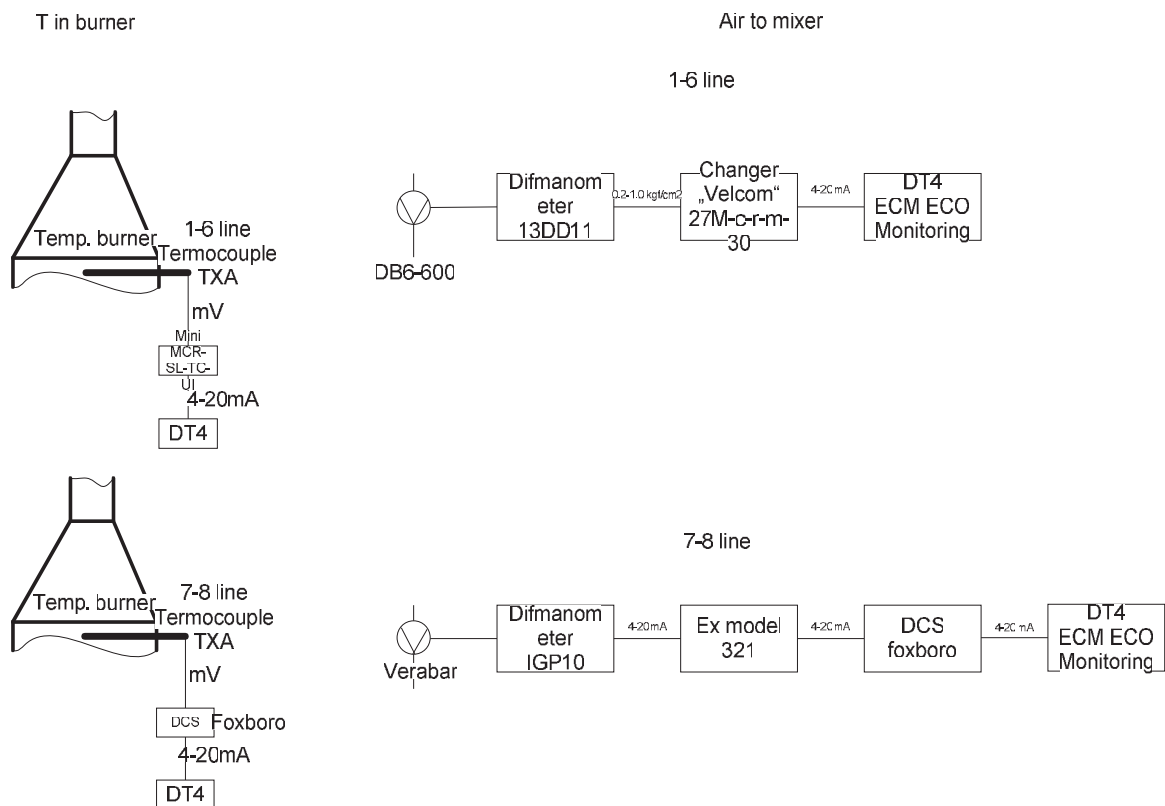 T in burner
Air to mixer
1-6 line
Temp. burner
1-6 line
Termocouple
TXA
mV
Mini
MCR-
SL-TC-
UI
4-20mA
DT4
DB6-600
Difmanom
eter
13DD11
0.2-1.0 kgf/cm2
Changer
„Velcom“
27M-c-r-m-
30
4-20mA
DT4
ECM ECO
Monitoring
7-8 line
Temp. burner
7-8 line
Termocouple
TXA
mV
DCS
Foxboro
4-20mA
DT4
Verabar
Difmanom
eter
IGP10
4-20mA
Ex model
321
4-20mA
DCS
foxboro
4-20 mA
DT4
ECM ECO
Monitoring